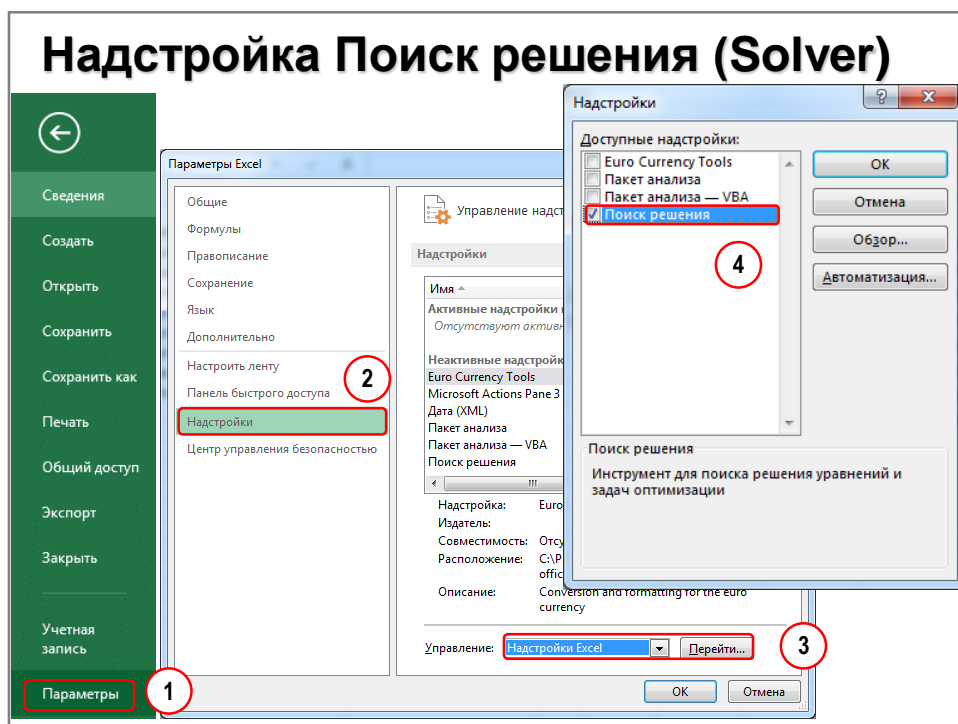 Надстройка Поиск решения (Solver)
Сведения
Создать
Открыть
Сохранить
Сохранить как
Печать
Общий доступ
Экспорт
Закрыть
Учетная
запись
Параметры
1
Параметры Excel
Общие
Формулы
Правописание
Сохранение
Язык
Дополнительно
Настроить ленту
Панель быстрого доступа
Надстройки
Центр управления безопасностью
2
Управление надст
Надстройки
Имя
Активные надстройки
Отсутствуют активн
Неактивные надстройк
Euro Currency Tools
Microsoft Actions Pane 3
Дата (XML)
Пакет анализа
Пакет анализа — VBA
Поиск решения
Надстройка: Euro
Издатель:
Совместимость: Отсу
Расположение: C:\P
offic
Описание: Conversion and formatting for the euro
currency
Управление: Надстройки Excel Перейти...
3
ОК Отмена
Надстройки
?
Доступные надстройки:
Euro Currency Tools
Пакет анализа
Пакет анализа — VBA
Поиск решения
4
ОК
Отмена
Обзор...
Автоматизация...
Поиск решения
Инструмент для поиска решения уравнений и
задач оптимизации